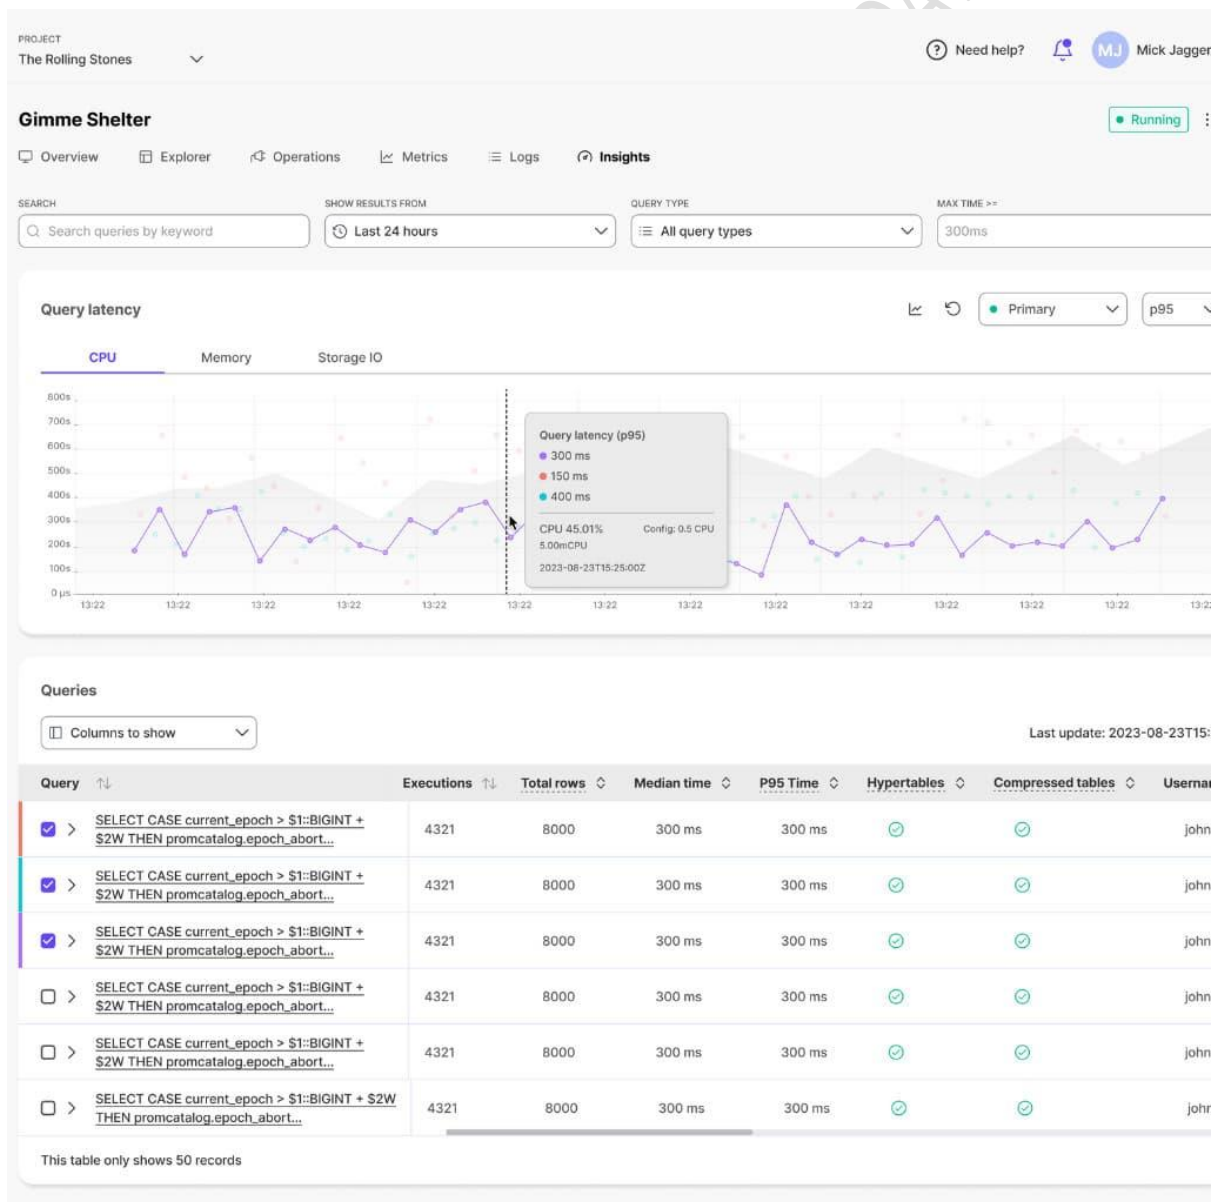 PROJECT
The Rolling Stones
Need help?
MJ
Mick Jagger
Gimme Shelter
Running
Overview
Explorer
Operations
Metrics
Logs
Insights
SEARCH
SHOW RESULTS FROM
QUERY TYPE
MAX TIME >=
Search queries by keyword
Last 24 hours
All query types
300ms
Query latency
Primary
p95
CPU
Memory
Storage IO
800s
700s
600s
500s
400s
300s
200s
100s
0 µs
Query latency (p95)
300 ms
150 ms
400 ms
CPU 45.01%
Config: 0.5 CPU
5.00mCPU
2023-08-23T15:25:00Z
13:22 13:22 13:22 13:22 13:22 13:22 13:22 13:22 13:22 13:22 13:22 13:22 13:22 13:22
Queries
Columns to show
Last update: 2023-08-23T15:
Query Executions Total rows Median time P95 Time Hypertables Compressed tables Userna
SELECT CASE current_epoch > $1::BIGINT +
$2W THEN promcatalog.epoch_abort...
4321 8000 300 ms 300 ms john
SELECT CASE current_epoch > $1::BIGINT +
$2W THEN promcatalog.epoch_abort...
4321 8000 300 ms 300 ms john
SELECT CASE current_epoch > $1::BIGINT +
$2W THEN promcatalog.epoch_abort...
4321 8000 300 ms 300 ms john
SELECT CASE current_epoch > $1::BIGINT +
$2W THEN promcatalog.epoch_abort...
4321 8000 300 ms 300 ms john
SELECT CASE current_epoch > $1::BIGINT +
$2W THEN promcatalog.epoch_abort...
4321 8000 300 ms 300 ms john
SELECT CASE current_epoch > $1::BIGINT + $2W
THEN promcatalog.epoch_abort...
4321 8000 300 ms 300 ms john
This table only shows 50 records